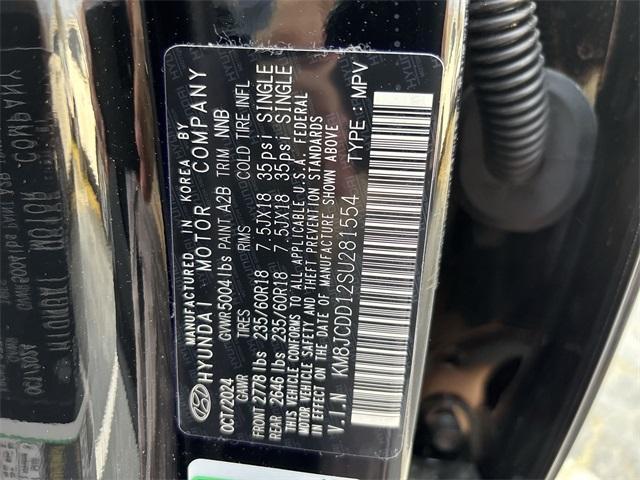 MANUFACTURED IN KOREA BY
HYUNDAI MOTOR COMPANY
OCT/2024 GVWR 5004 lbs PAINT A2B TRIM NNB
GAWR TIRES RIMS COLD TIRE INFL
FRONT 2778 lbs 235/60R18 7.5JX18 35psi SINGLE
REAR 2646 lbs 235/60R18 7.5JX18 35psi SINGLE
THIS VEHICLE CONFORMS TO ALL APPLICABLE U.S.A. FEDERAL
MOTOR VEHICLE SAFETY AND THEFT PREVENTION STANDARDS
IN EFFECT ON THE DATE OF MANUFACTURE SHOWN ABOVE
V.I.N KM8JCDD12SU281554 TYPE : MPV